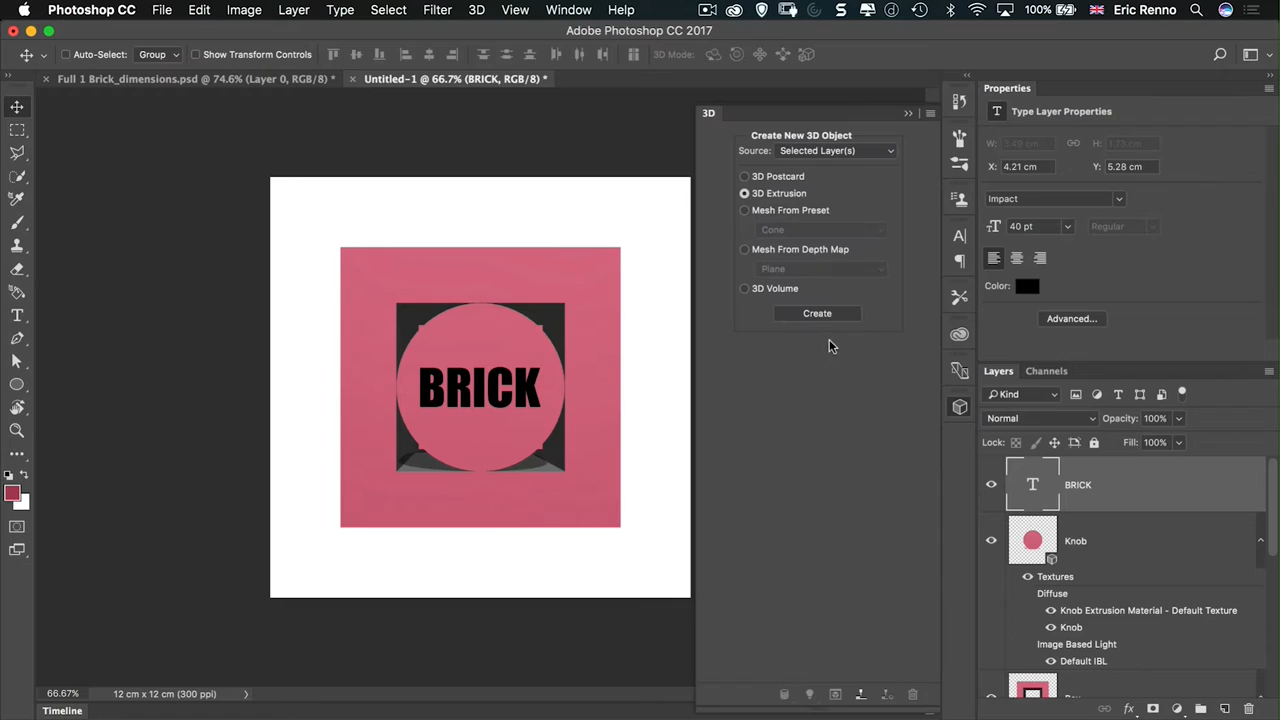 Photoshop CC File Edit Image Layer Type Select Filter 3D View Window Help 100% Eric Renno
Adobe Photoshop CC 2017
Auto-Select: Group Show Transform Controls 3D Mode:
× Full 1 Brick_dimensions.psd @ 74.6% (Layer 0, RGB/8) * × Untitled-1 @ 66.7% (BRICK, RGB/8) *
3D
Create New 3D Object
Source: Selected Layer(s)
3D Postcard
3D Extrusion
Mesh From Preset
Cone
Mesh From Depth Map
Plane
3D Volume
Create
BRICK
Properties
T Type Layer Properties
W: 3.49 cm H: 1.73 cm
X: 4.21 cm Y: 5.28 cm
Impact
40 pt Regular
Color:
Advanced...
Layers Channels
Kind
Normal Opacity: 100%
Lock: Fill: 100%
T BRICK
Knob
Textures
Diffuse
Knob Extrusion Material - Default Texture
Knob
Image Based Light
Default IBL
66.67% 12 cm x 12 cm (300 ppi)
Timeline